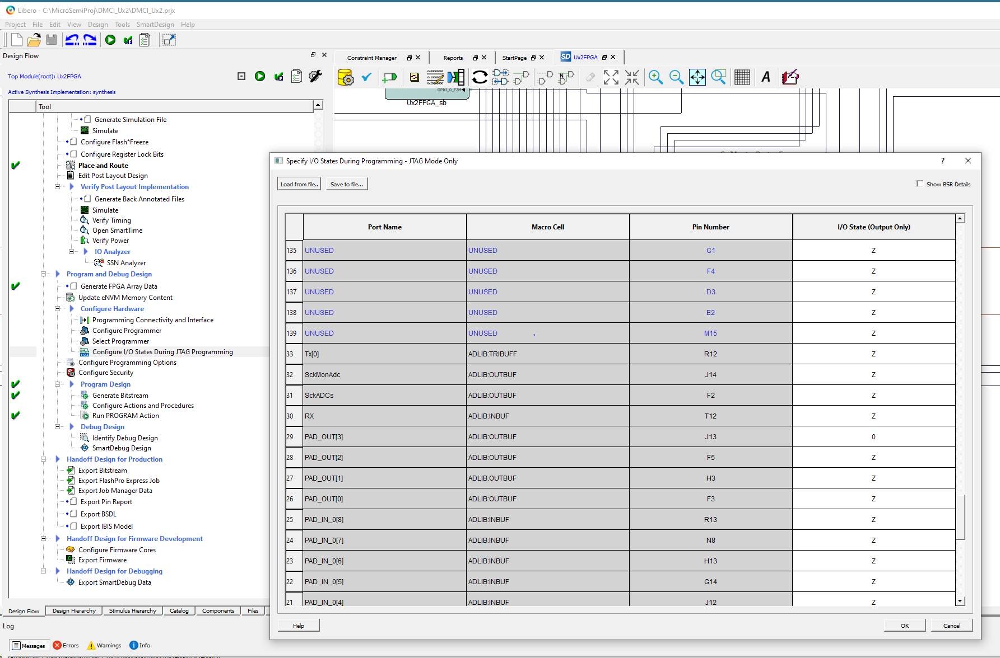 Libero - C:\MicroSemiProj\DMCI_Ux2\DMCI_Ux2.prjx
Project File Edit View Design Tools SmartDesign Help
Design Flow
Top Module(root): Ux2FPGA
Active Synthesis Implementation: synthesis
Tool
Generate Simulation File
Simulate
Configure Flash*Freeze
Configure Register Lock Bits
Place and Route
Edit Post Layout Design
Verify Post Layout Implementation
Generate Back Annotated Files
Simulate
Verify Timing
Open SmartTime
Verify Power
IO Analyzer
SSN Analyzer
Program and Debug Design
Generate FPGA Array Data
Update eNVM Memory Content
Configure Hardware
Programming Connectivity and Interface
Configure Programmer
Select Programmer
Configure I/O States During JTAG Programming
Configure Programming Options
Configure Security
Program Design
Generate Bitstream
Configure Actions and Procedures
Run PROGRAM Action
Debug Design
Identify Debug Design
SmartDebug Design
Handoff Design for Production
Export Bitstream
Export FlashPro Express Job
Export Job Manager Data
Export Pin Report
Export BSDL
Export IBIS Model
Handoff Design for Firmware Development
Configure Firmware Cores
Export Firmware
Handoff Design for Debugging
Export SmartDebug Data
Design Flow Design Hierarchy Stimulus Hierarchy Catalog Components Files
Log
Messages Errors Warnings Info
Constraint Manager Reports StartPage SD Ux2FPGA
GPIO_0_F2M
Ux2FPGA_sb
Specify I/O States During Programming - JTAG Mode Only ?
Load from file.. Save to file... Show BSR Details
Port Name Macro Cell Pin Number I/O State (Output Only)
135 UNUSED UNUSED G1 Z
136 UNUSED UNUSED F4 Z
137 UNUSED UNUSED D3 Z
138 UNUSED UNUSED E2 Z
139 UNUSED UNUSED M15 Z
33 Tx[0] ADLIB:TRIBUFF R12 Z
32 SckMonAdc ADLIB:OUTBUF J14 Z
31 SckADCs ADLIB:OUTBUF F2 Z
30 RX ADLIB:INBUF T12 Z
29 PAD_OUT[3] ADLIB:OUTBUF J13 0
28 PAD_OUT[2] ADLIB:OUTBUF F5 Z
27 PAD_OUT[1] ADLIB:OUTBUF H3 Z
26 PAD_OUT[0] ADLIB:OUTBUF F3 Z
25 PAD_IN_0[8] ADLIB:INBUF R13 Z
24 PAD_IN_0[7] ADLIB:INBUF N8 Z
23 PAD_IN_0[6] ADLIB:INBUF H13 Z
22 PAD_IN_0[5] ADLIB:INBUF G14 Z
21 PAD_IN_0[4] ADLIB:INBUF J12 Z
Help OK Cancel